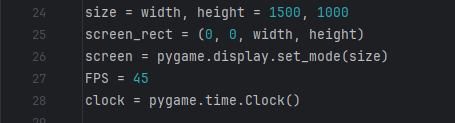 24 size = width, height = 1500, 1000
25 screen_rect = (0, 0, width, height)
26 screen = pygame.display.set_mode(size)
27 FPS = 45
28 clock = pygame.time.Clock()
29